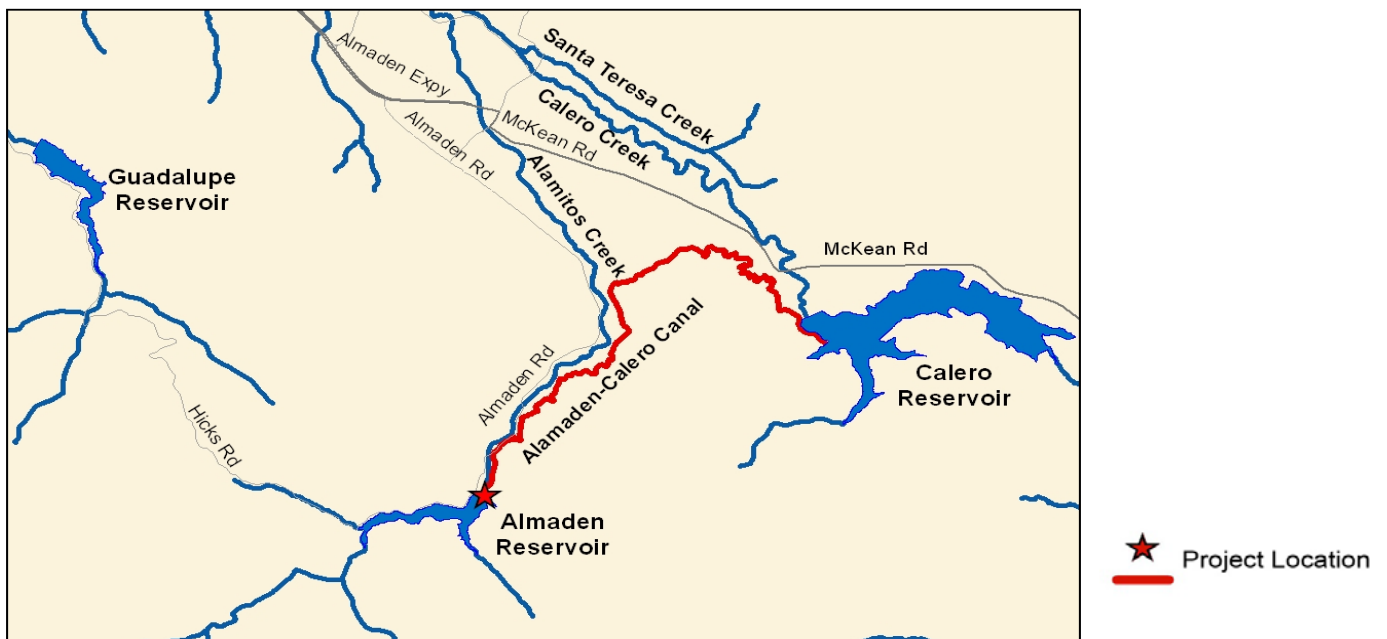 Santa Teresa Creek
Almaden Expy
Calero Creek
McKean Rd
Almaden Rd
Guadalupe
Reservoir
Alamitos Creek
McKean Rd
Alamaden-Calero Canal
Calero
Reservoir
Almaden Rd
Hicks Rd
Almaden
Reservoir
Project Location